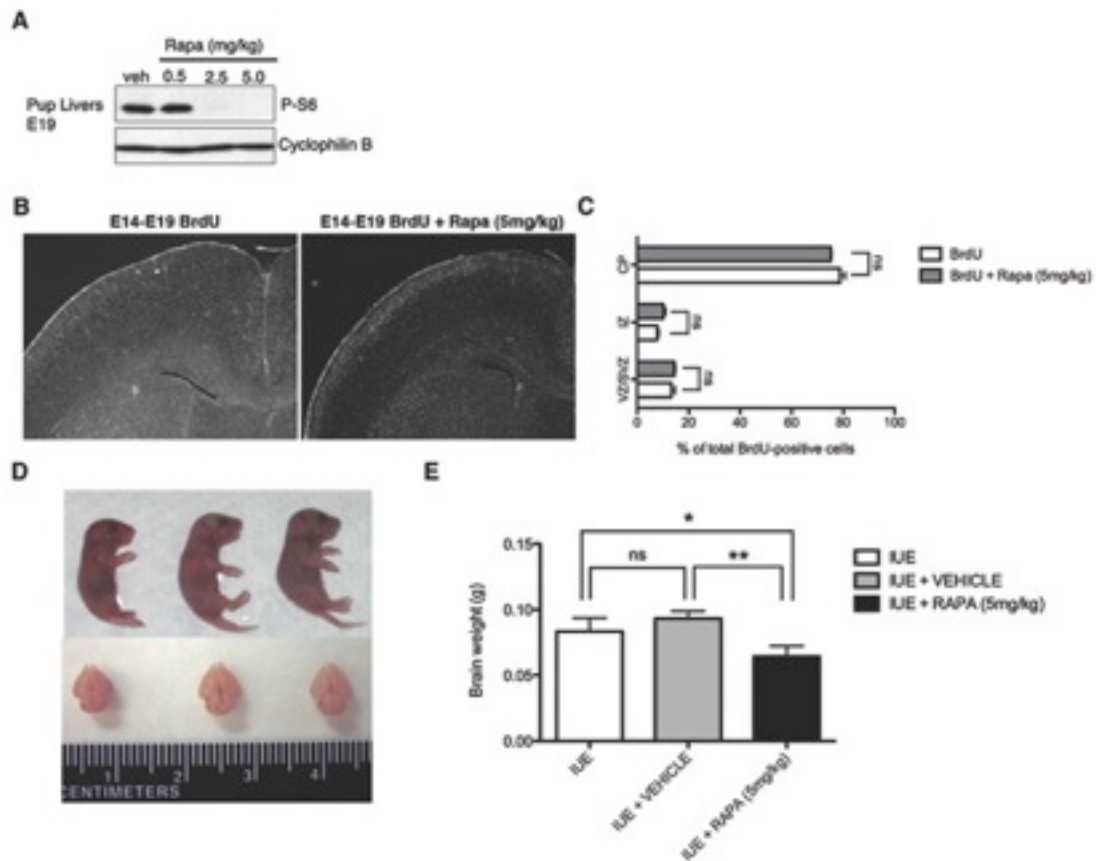 A
Rapa (mg/kg)
veh 0.5 2.5 5.0
Pup Livers
E19
P-S6
Cyclophilin B
B
E14-E19 BrdU
E14-E19 BrdU + Rapa (5mg/kg)
C
CP
IZ
VZ/SVZ
ns
ns
ns
0 20 40 60 80 100
% of total BrdU-positive cells
BrdU
BrdU + Rapa (5mg/kg)
D
1 2 3 4
CENTIMETERS
E
*
ns
**
0.15
0.10
0.05
0.00
Brain weight (g)
IUE
IUE + VEHICLE
IUE + RAPA (5mg/kg)
IUE
IUE + VEHICLE
IUE + RAPA (5mg/kg)